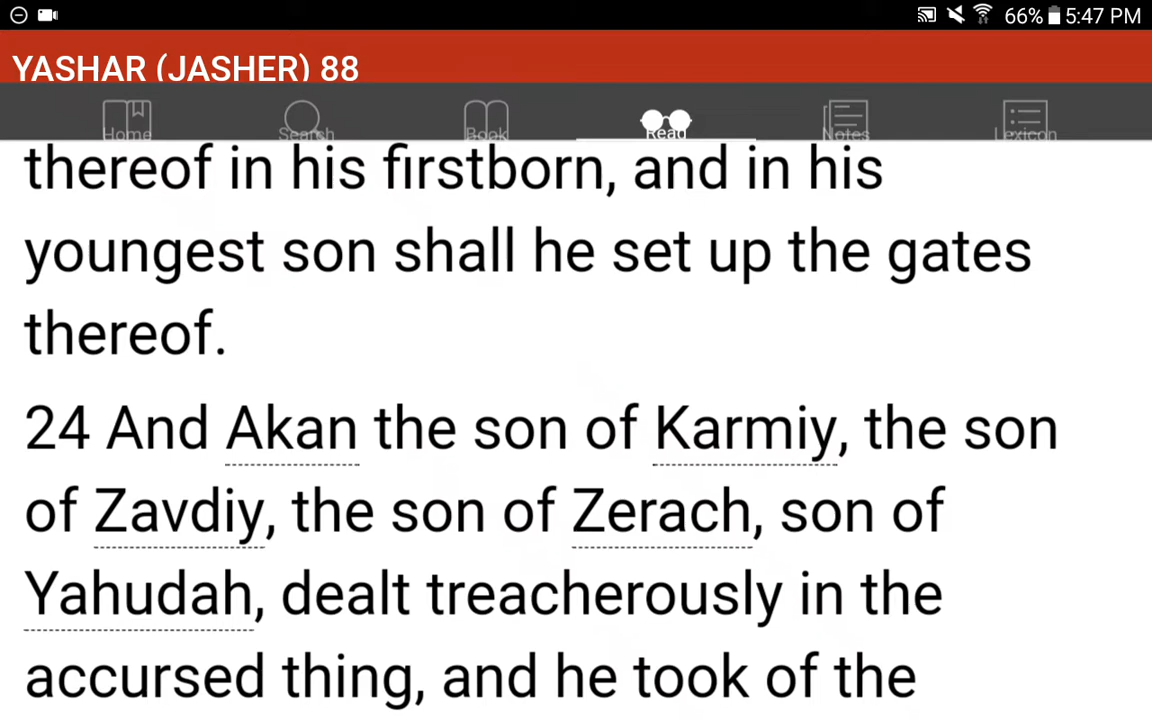 66% 5:47 PM
YASHAR (JASHER) 88
Home Search Book Read Notes Lexicon
thereof in his firstborn, and in his
youngest son shall he set up the gates
thereof.
24 And Akan the son of Karmiy, the son
of Zavdiy, the son of Zerach, son of
Yahudah, dealt treacherously in the
accursed thing, and he took of the